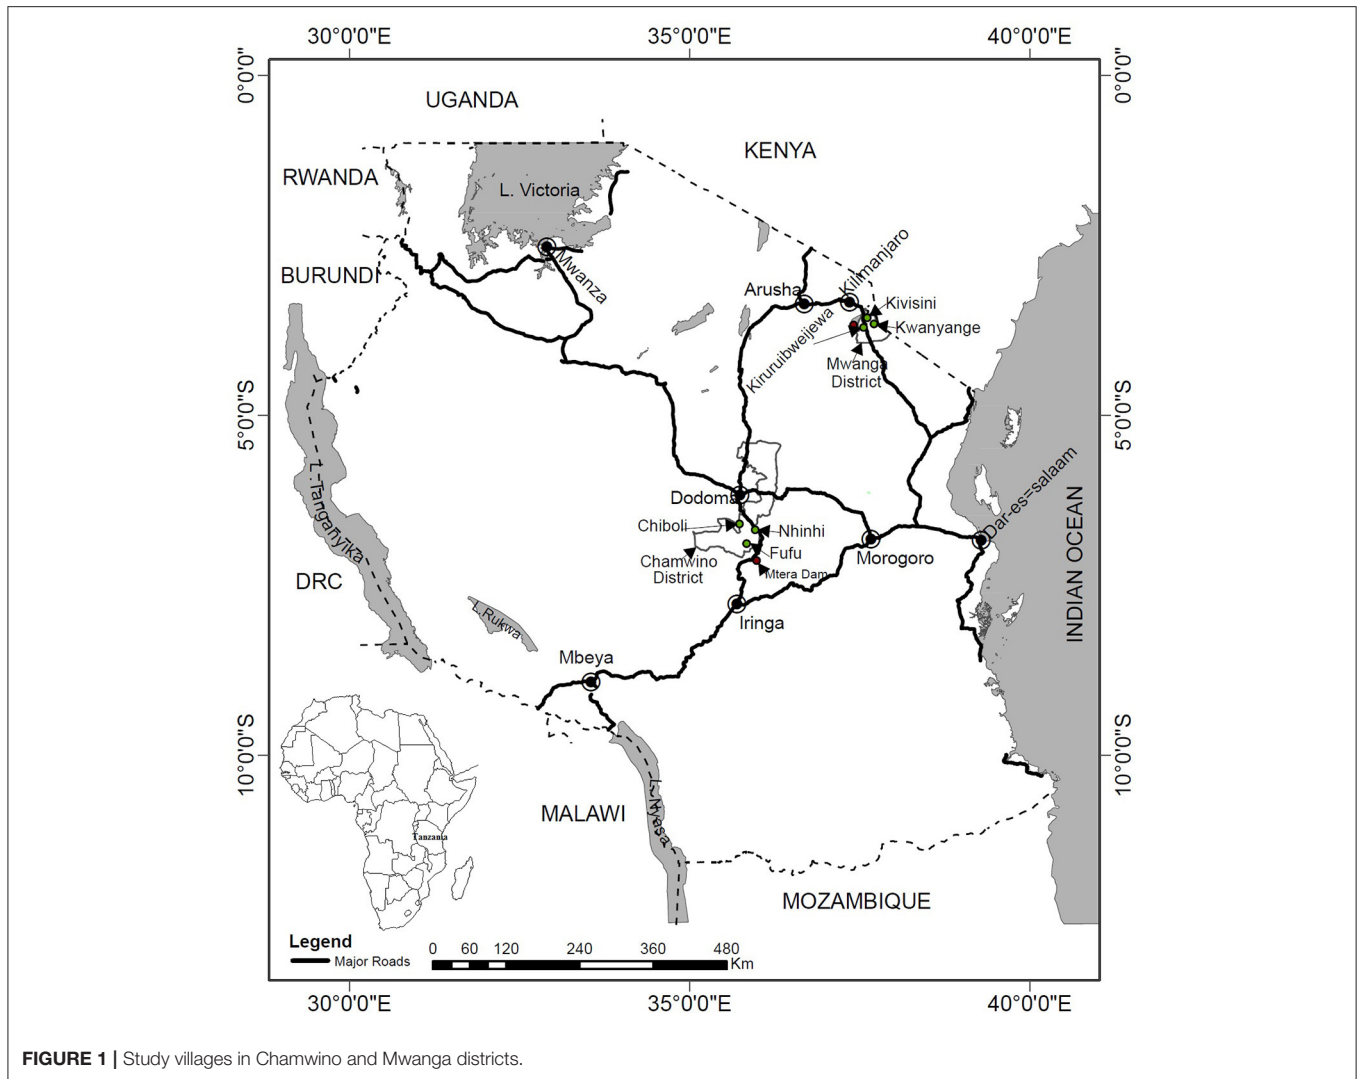 30°0'0"E 35°0'0"E 40°0'0"E
0°0'0" 0°0'0"
UGANDA
KENYA
RWANDA
L. Victoria
BURUNDI
Mwanza
Kilimanjaro
Arusha
Kivisini
Kwanyange
Kiruruibweijewa
Mwanga
District
5°0'0"S 5°0'0"S
Dodoma
Chiboli
Nhinhi
Fufu
Chamwino
District
Mtera Dam
Morogoro
Dar-es=salaam
INDIAN OCEAN
L. Tanganyika
DRC
L.Rukwa
Iringa
Mbeya
10°0'0"S 10°0'0"S
MALAWI
L. Nyasa
Tanzania
MOZAMBIQUE
Legend
Major Roads
0 60 120 240 360 480
Km
30°0'0"E 35°0'0"E 40°0'0"E
FIGURE 1 | Study villages in Chamwino and Mwanga districts.